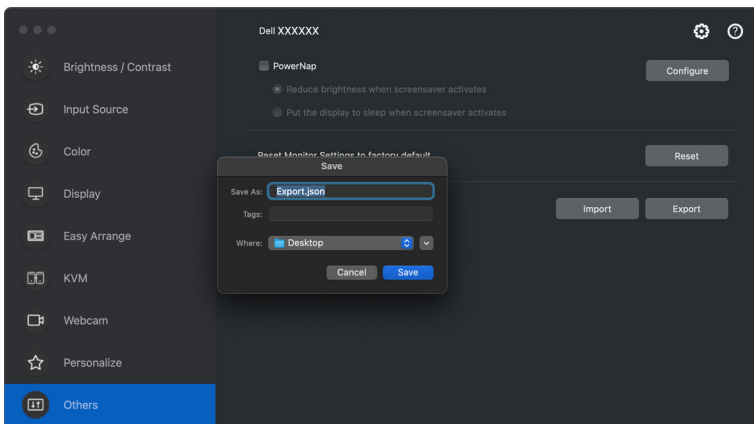 Dell XXXXXX
Brightness / Contrast
Input Source
Color
Display
Easy Arrange
KVM
Webcam
Personalize
Others
PowerNap
Configure
Reduce brightness when screensaver activates
Put the display to sleep when screensaver activates
Reset Monitor Settings to factory default
Reset
Import
Export
Save
Save As: Export.json
Tags:
Where: Desktop
Cancel
Save